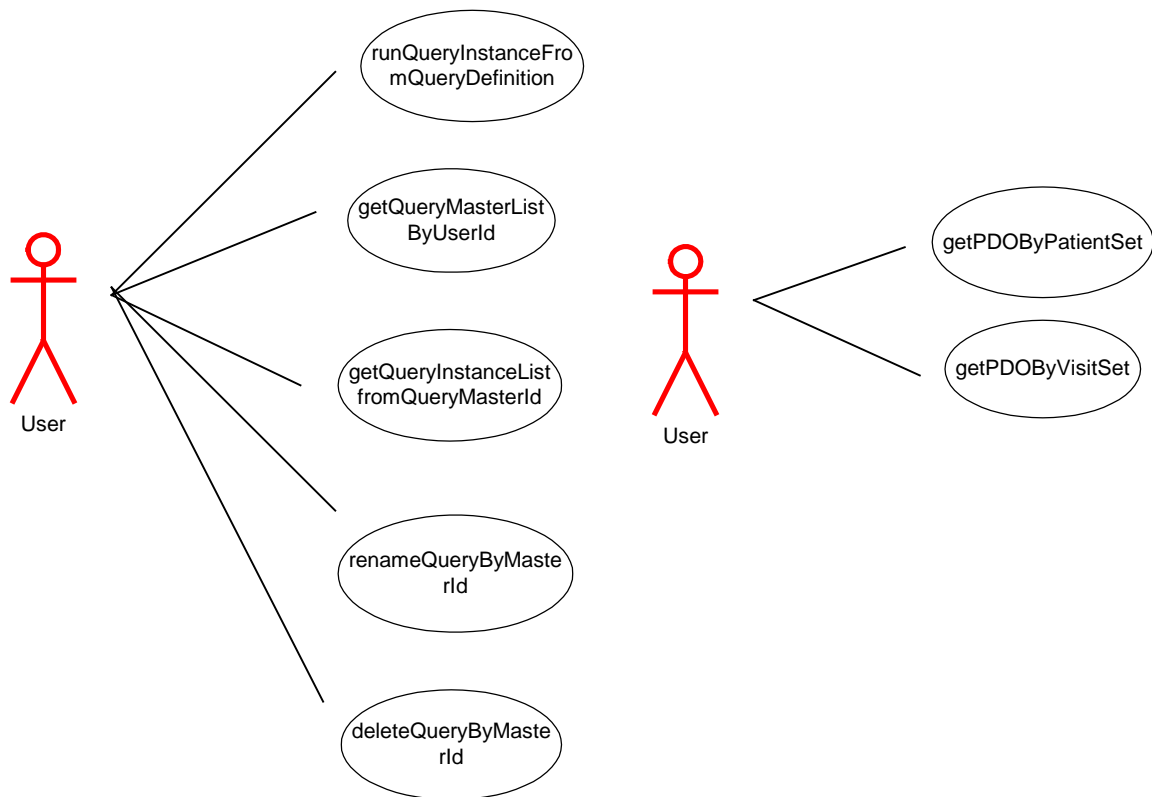 runQueryInstanceFro
mQueryDefinition
getQueryMasterList
ByUserId
getQueryInstanceList
fromQueryMasterId
renameQueryByMaste
rId
deleteQueryByMaste
rId
User
getPDOByPatientSet
getPDOByVisitSet
User